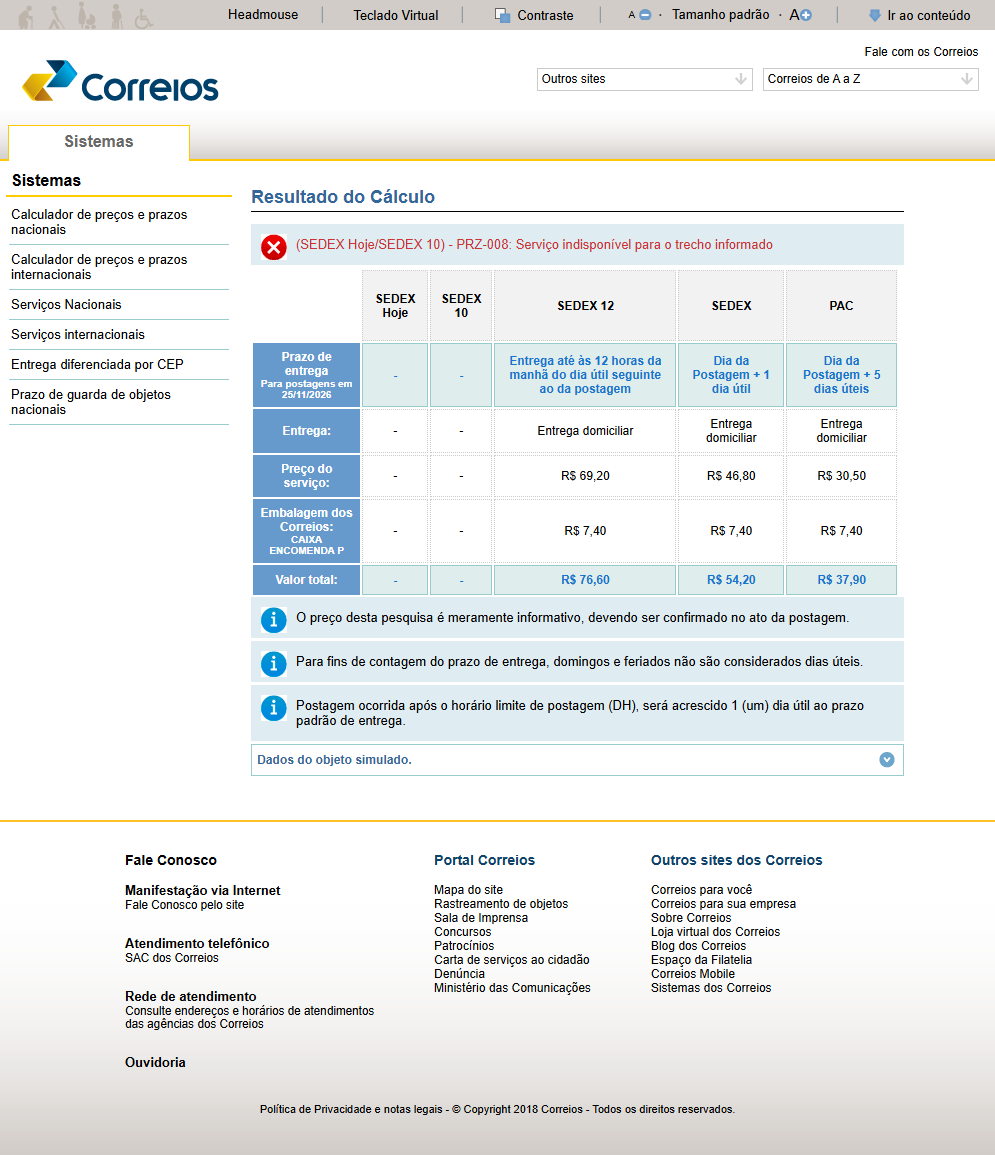 Headmouse
Teclado Virtual
Contraste
A · Tamanho padrão · A
Ir ao conteúdo
Fale com os Correios
Correios
Outros sites
Correios de A a Z
Sistemas
Sistemas
Calculador de preços e prazos
nacionais
Calculador de preços e prazos
internacionais
Serviços Nacionais
Serviços internacionais
Entrega diferenciada por CEP
Prazo de guarda de objetos
nacionais
Resultado do Cálculo
(SEDEX Hoje/SEDEX 10) - PRZ-008: Serviço indisponível para o trecho informado
SEDEX
Hoje
SEDEX
10
SEDEX 12
SEDEX
PAC
Prazo de
entrega
Para postagens em
25/11/2026
-
-
Entrega até às 12 horas da
manhã do dia útil seguinte
ao da postagem
Dia da
Postagem + 1
dia útil
Dia da
Postagem + 5
dias úteis
Entrega:
-
-
Entrega domiciliar
Entrega
domiciliar
Entrega
domiciliar
Preço do
serviço:
-
-
R$ 69,20
R$ 46,80
R$ 30,50
Embalagem dos
Correios:
CAIXA
ENCOMENDA P
-
-
R$ 7,40
R$ 7,40
R$ 7,40
Valor total:
-
-
R$ 76,60
R$ 54,20
R$ 37,90
O preço desta pesquisa é meramente informativo, devendo ser confirmado no ato da postagem.
Para fins de contagem do prazo de entrega, domingos e feriados não são considerados dias úteis.
Postagem ocorrida após o horário limite de postagem (DH), será acrescido 1 (um) dia útil ao prazo
padrão de entrega.
Dados do objeto simulado.
Fale Conosco
Manifestação via Internet
Fale Conosco pelo site
Atendimento telefônico
SAC dos Correios
Rede de atendimento
Consulte endereços e horários de atendimentos
das agências dos Correios
Ouvidoria
Portal Correios
Mapa do site
Rastreamento de objetos
Sala de Imprensa
Concursos
Patrocínios
Carta de serviços ao cidadão
Denúncia
Ministério das Comunicações
Outros sites dos Correios
Correios para você
Correios para sua empresa
Sobre Correios
Loja virtual dos Correios
Blog dos Correios
Espaço da Filatelia
Correios Mobile
Sistemas dos Correios
Política de Privacidade e notas legais - © Copyright 2018 Correios - Todos os direitos reservados.